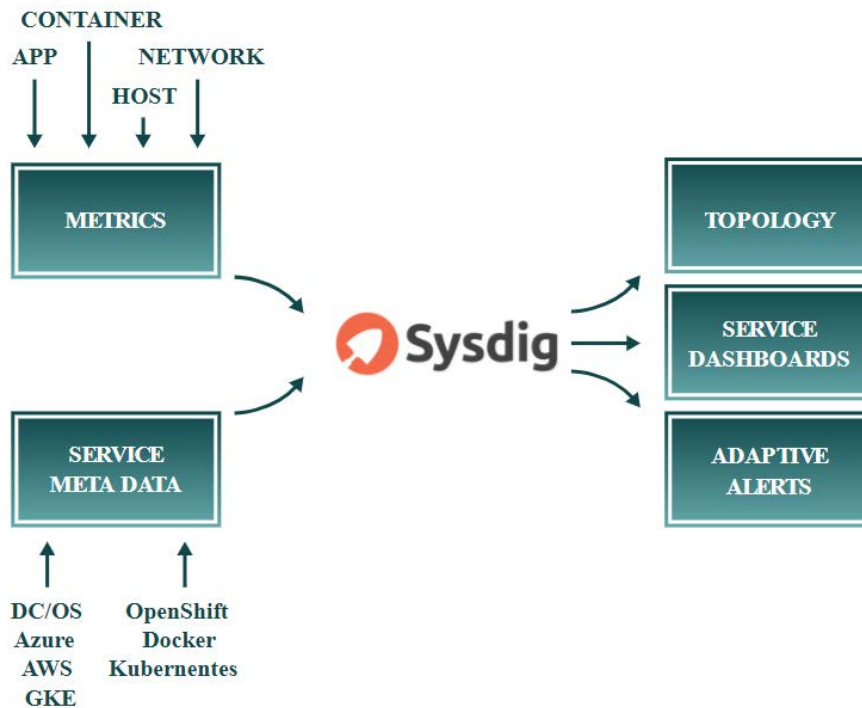 CONTAINER
APP
NETWORK
HOST
METRICS
TOPOLOGY
Sysdig
SERVICE
DASHBOARDS
SERVICE
META DATA
ADAPTIVE
ALERTS
DC/OS
Azure
AWS
GKE
OpenShift
Docker
Kubernentes